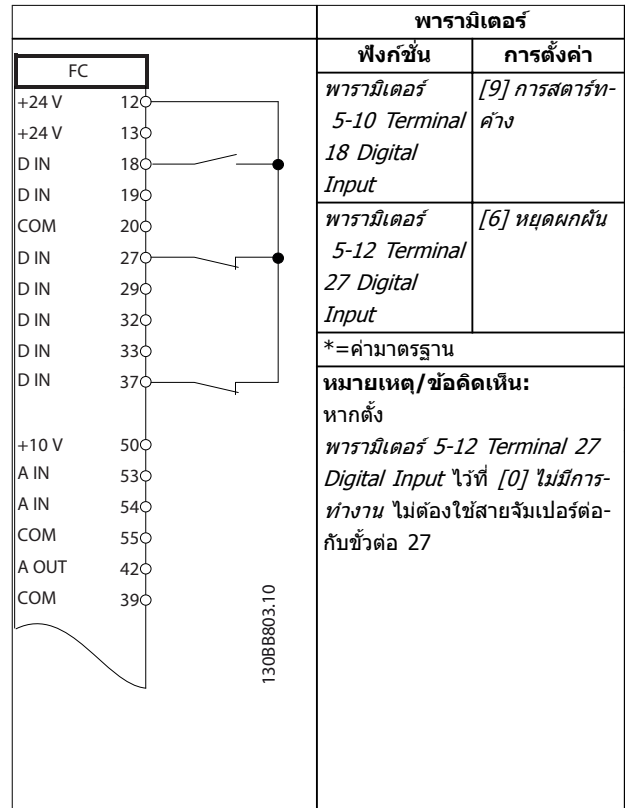 FC
+24 V 12
+24 V 13
D IN 18
D IN 19
COM 20
D IN 27
D IN 29
D IN 32
D IN 33
D IN 37
+10 V 50
A IN 53
A IN 54
COM 55
A OUT 42
COM 39
130BB803.10
พารามิเตอร์
ฟังก์ชั่น การตั้งค่า
พารามิเตอร์
5-10 Terminal
18 Digital
Input
[9] การสตาร์ท-
ค้าง
พารามิเตอร์
5-12 Terminal
27 Digital
Input
[6] หยุดผกผัน
*=ค่ามาตรฐาน
หมายเหตุ/ข้อคิดเห็น:
หากตั้ง
พารามิเตอร์ 5-12 Terminal 27
Digital Input ไว้ที่ [0] ไม่มีการ-
ทำงาน ไม่ต้องใช้สายจัมเปอร์ต่อ-
กับขั้วต่อ 27